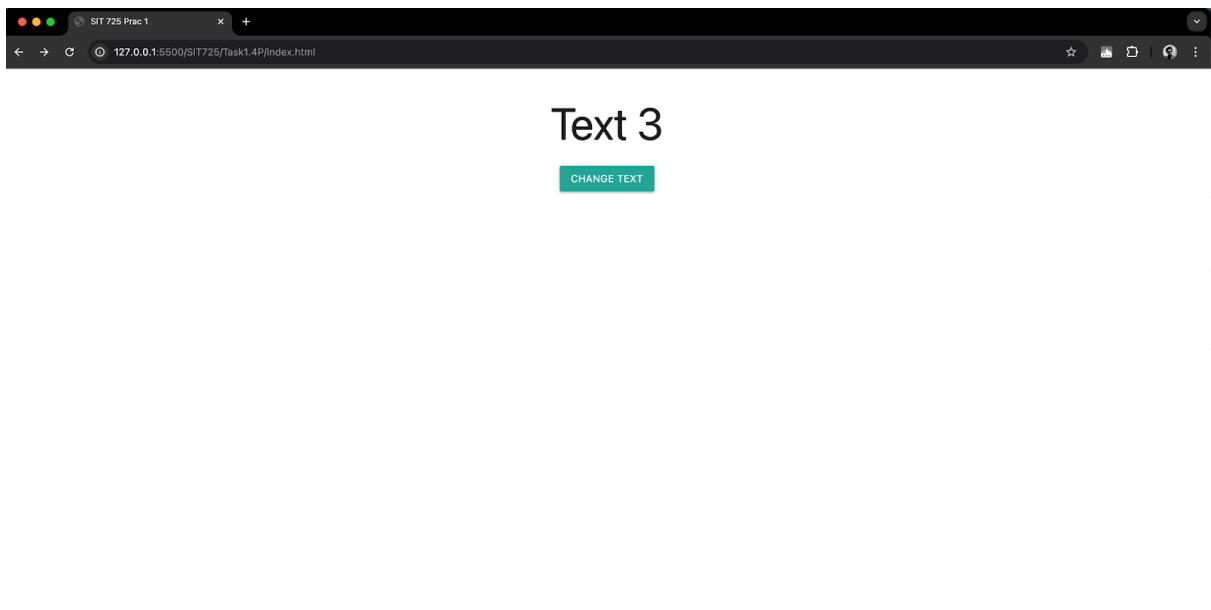 SIT 725 Prac 1
127.0.0.1:5500/SIT725/Task1.4P/index.html
Text 3
CHANGE TEXT